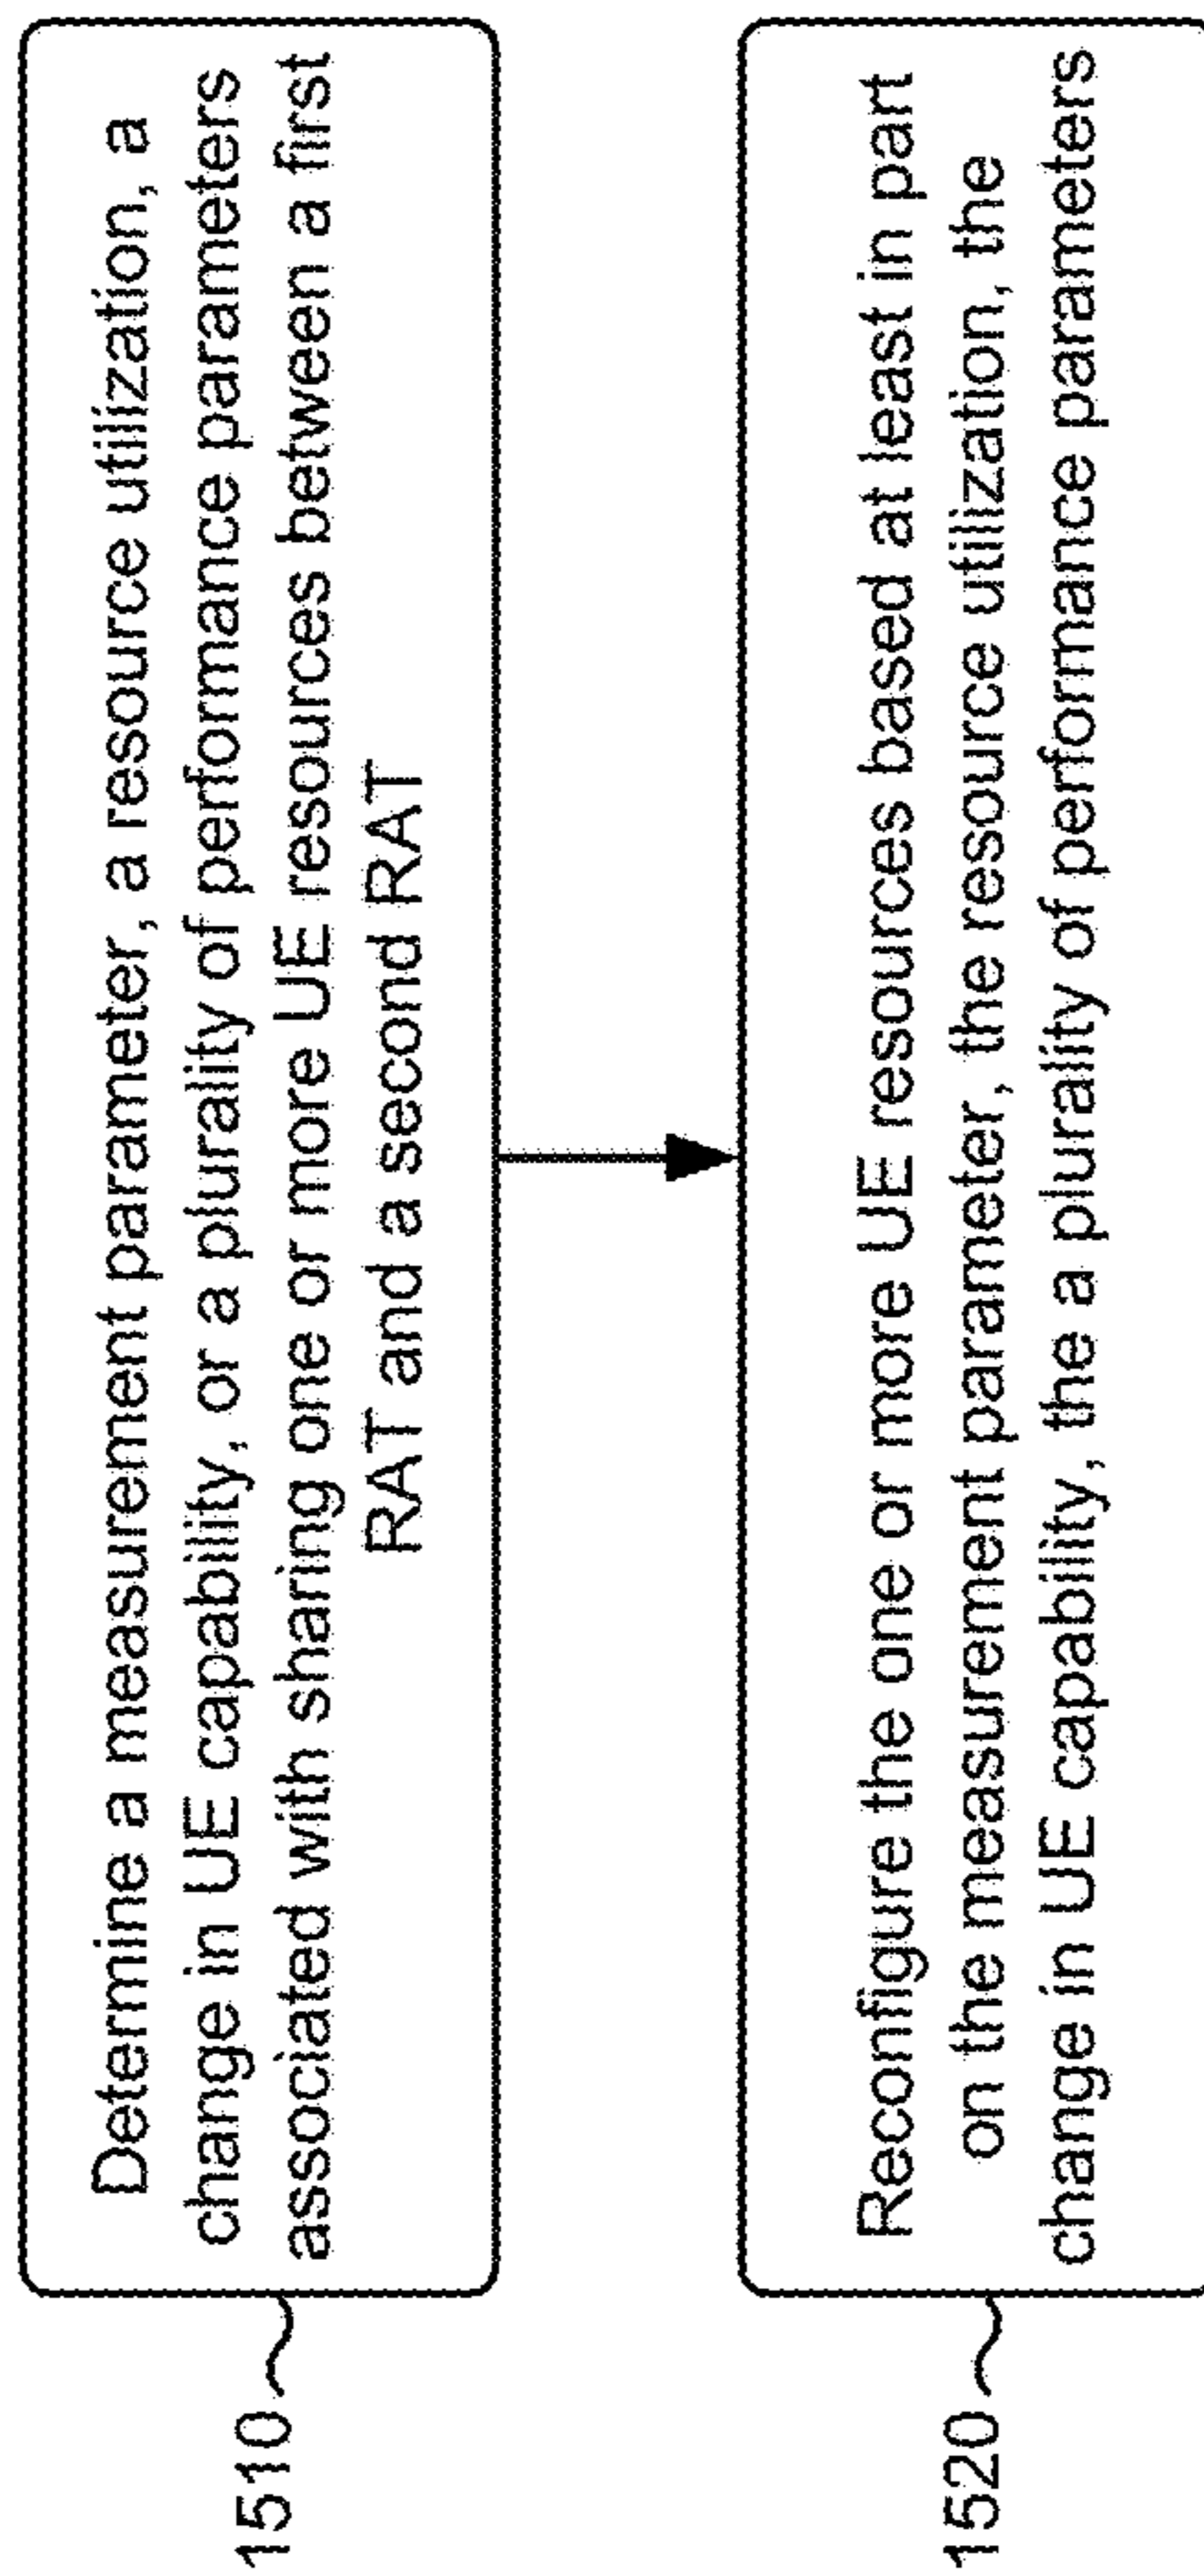 1510
Determine a measurement parameter, a resource utilization, a
change in UE capability, or a plurality of performance parameters
associated with sharing one or more UE resources between a first
RAT and a second RAT
1520
Reconfigure the one or more UE resources based at least in part
on the measurement parameter, the resource utilization, the
change in UE capability, the a plurality of performance parameters